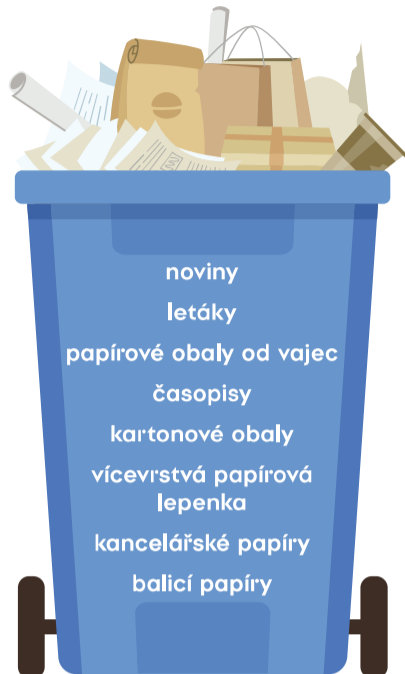 noviny
letáky
papírové obaly od vajec
časopisy
kartonové obaly
vícevrstvá papírová
lepenka
kancelářské papíry
balicí papíry